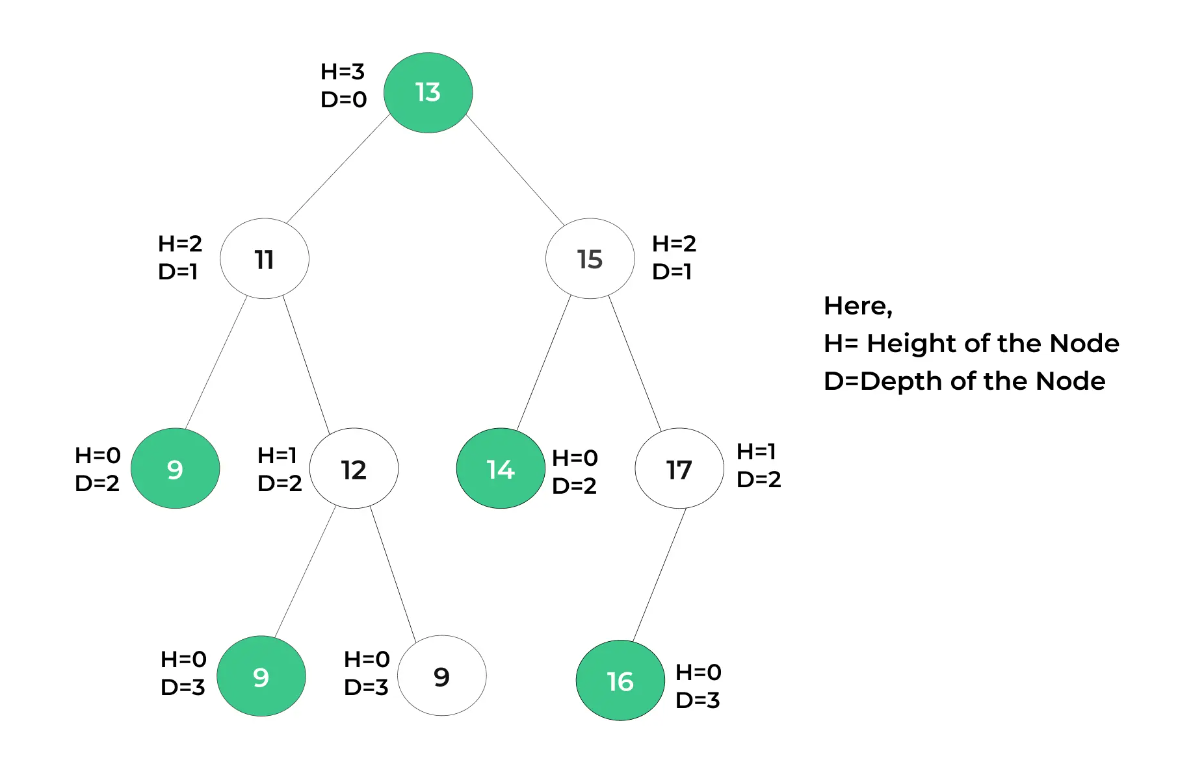 H=3
D=0
13
H=2
D=1
11
15
H=2
D=1
Here,
H= Height of the Node
D=Depth of the Node
H=0
D=2
9
H=1
D=2
12
14
H=0
D=2
17
H=1
D=2
H=0
D=3
9
H=0
D=3
9
16
H=0
D=3